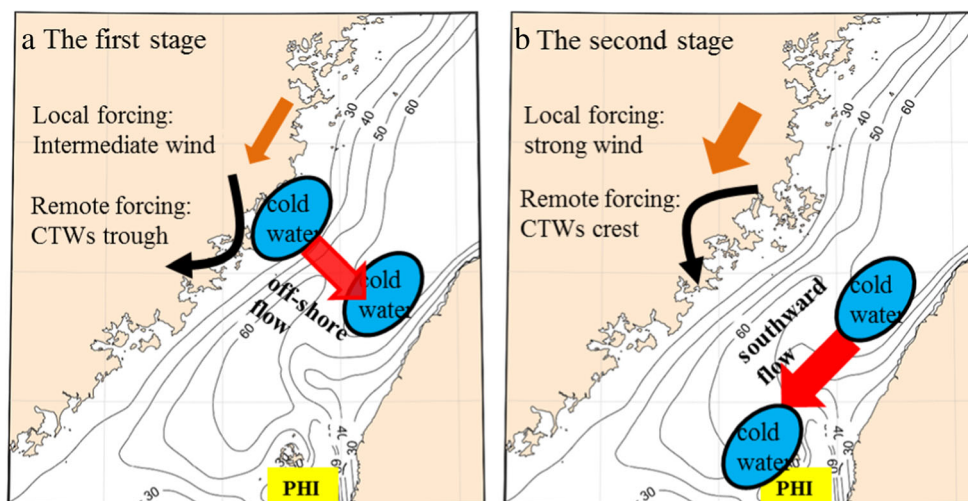 a The first stage
Local forcing:
Intermediate wind
Remote forcing:
CTWs trough
cold
water
cold
water
off-shore
flow
30
40
50
60
60
30
PHI
b The second stage
Local forcing:
strong wind
Remote forcing:
CTWs crest
cold
water
southward
flow
cold
water
30
50
60
60
30
PHI